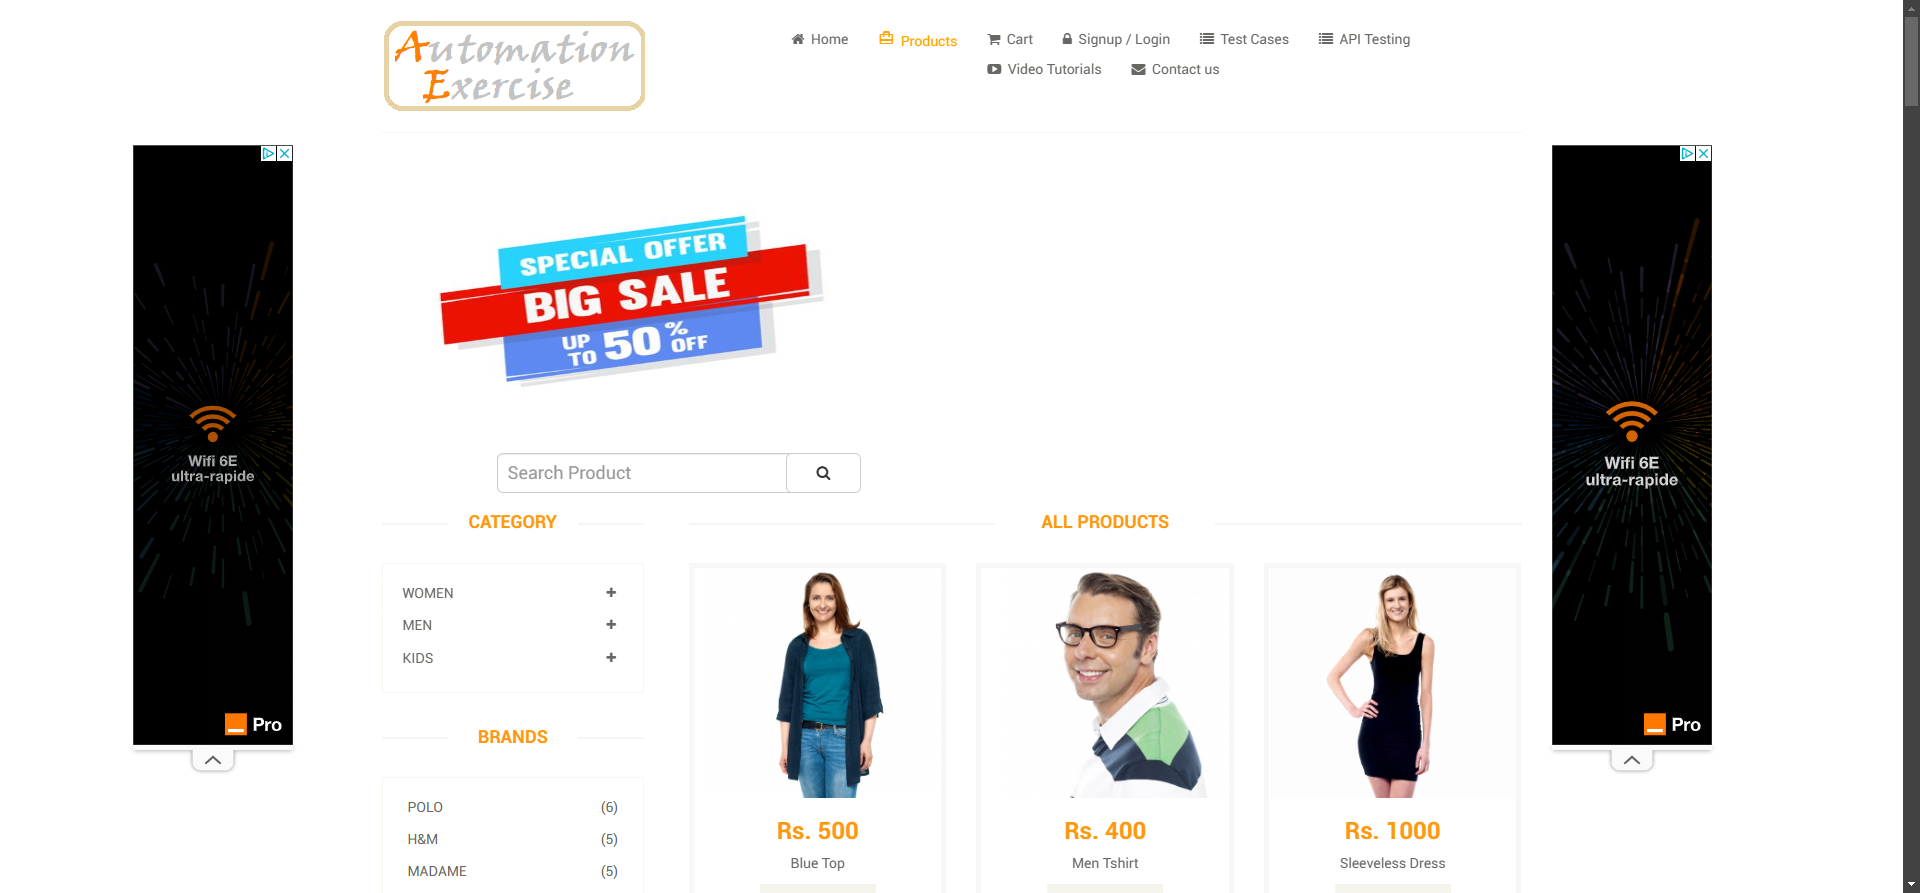 Automation
Exercise
Home
Products
Cart
Signup / Login
Test Cases
API Testing
Video Tutorials
Contact us
SPECIAL OFFER
BIG SALE
UP TO 50% OFF
Wifi 6E
ultra-rapide
Pro
Wifi 6E
ultra-rapide
Pro
Search Product
CATEGORY
WOMEN
MEN
KIDS
BRANDS
POLO (6)
H&M (5)
MADAME (5)
ALL PRODUCTS
Rs. 500
Blue Top
Rs. 400
Men Tshirt
Rs. 1000
Sleeveless Dress